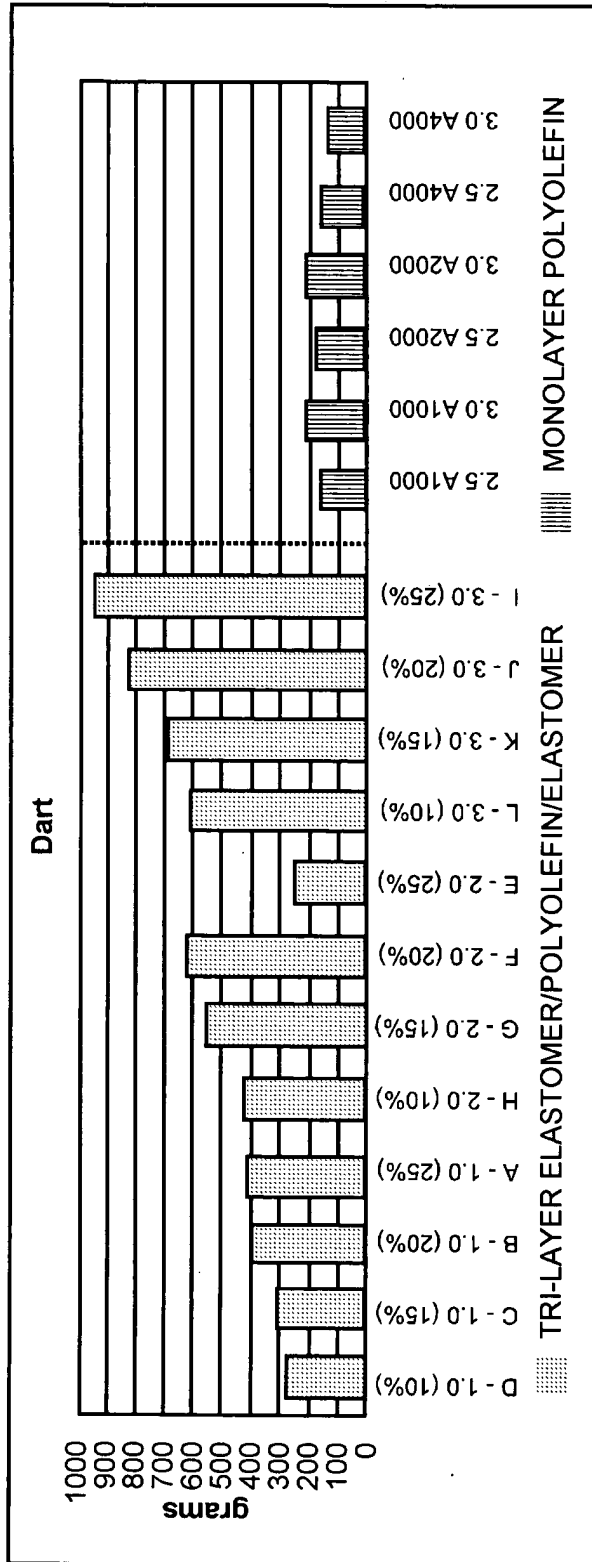 Dart
grams
1000
900
800
700
600
500
400
300
200
100
0
D - 1.0 (10%)
C - 1.0 (15%)
B - 1.0 (20%)
A - 1.0 (25%)
H - 2.0 (10%)
G - 2.0 (15%)
F - 2.0 (20%)
E - 2.0 (25%)
L - 3.0 (10%)
K - 3.0 (15%)
J - 3.0 (20%)
I - 3.0 (25%)
2.5 A1000
3.0 A1000
2.5 A2000
3.0 A2000
2.5 A4000
3.0 A4000
TRI-LAYER ELASTOMER/POLYOLEFIN/ELASTOMER
MONOLAYER POLYOLEFIN